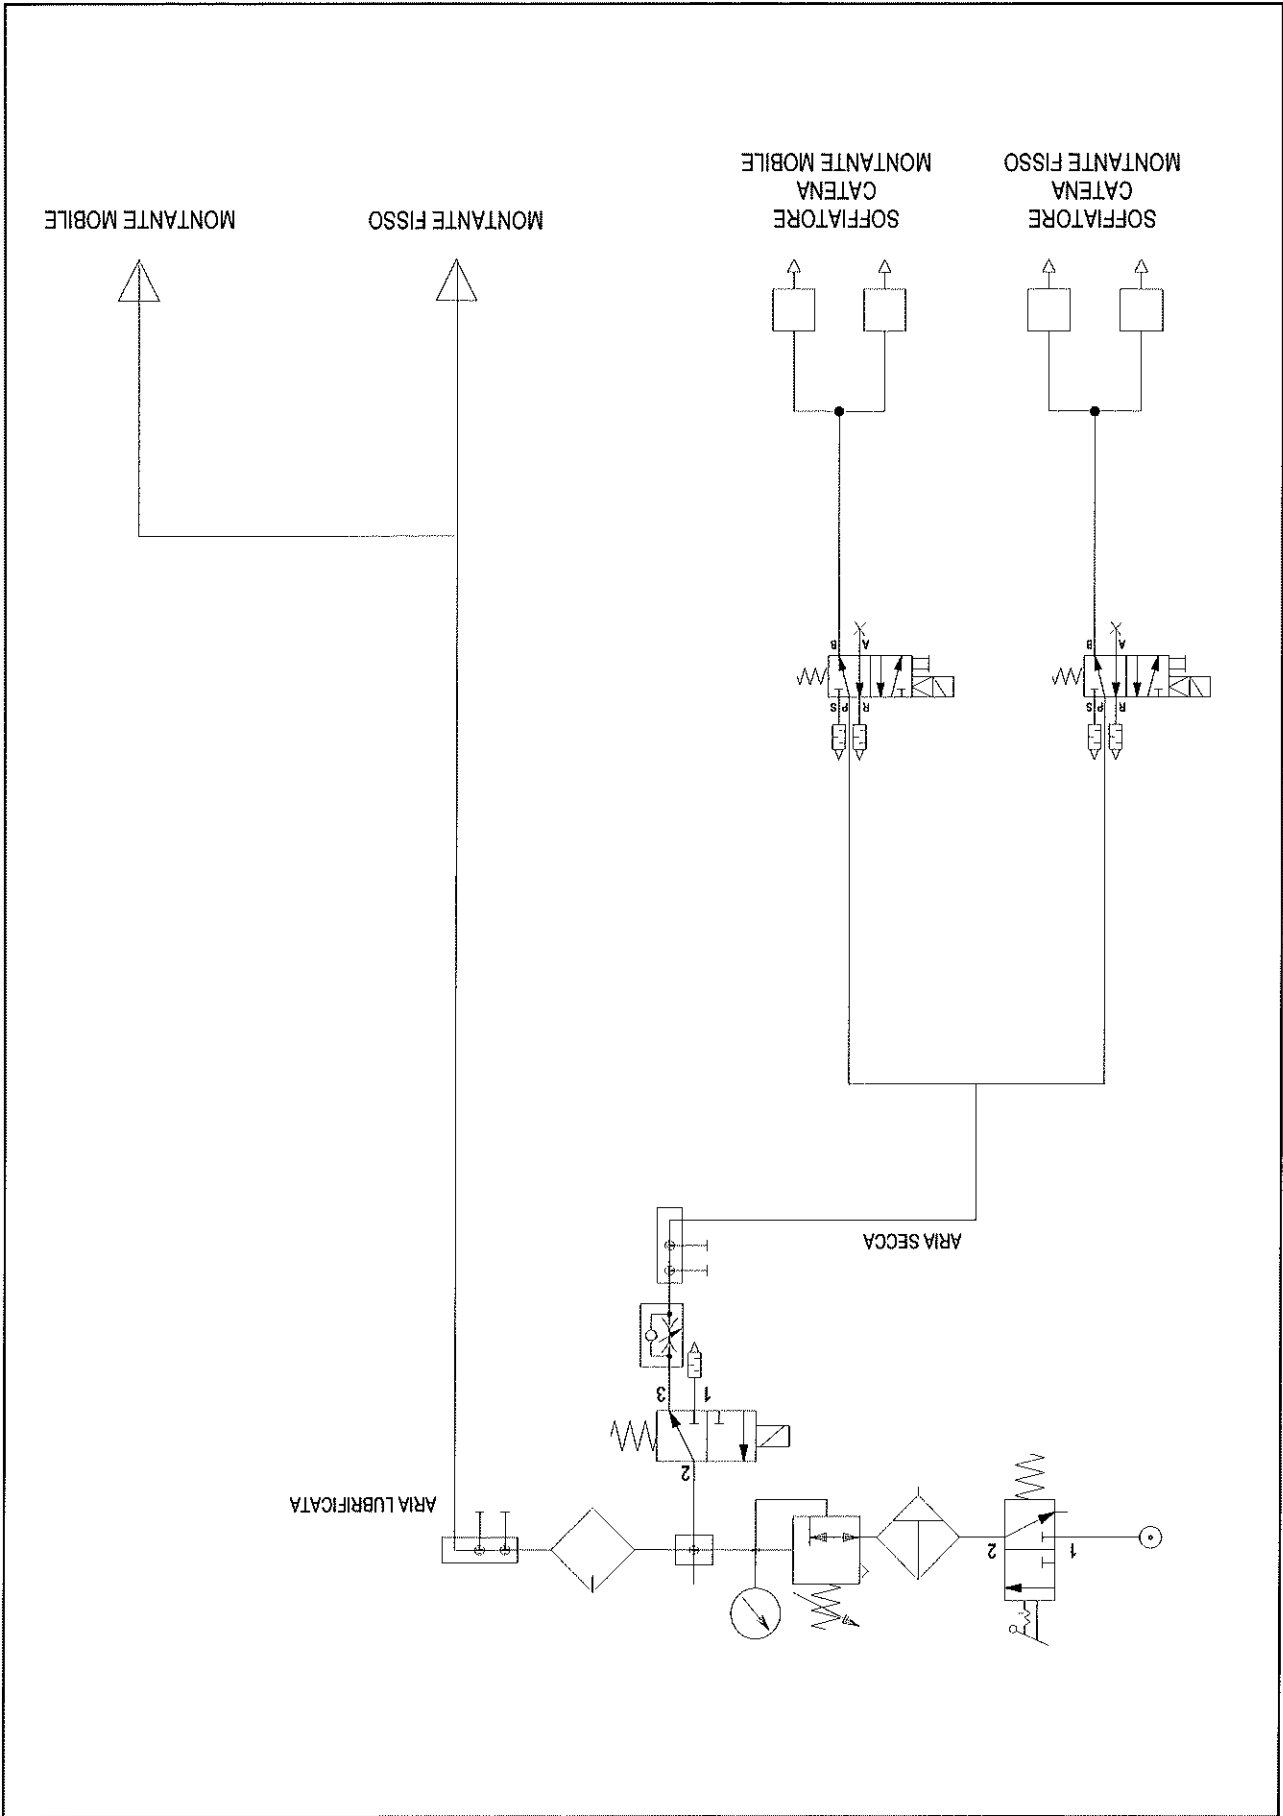 1 2
ARIA LUBRIFICATA
2
1 3
ARIA SECCA
R P S
A B
R P S
A B
SOFFIATORE
CATENA
MONTANTE FISSO
SOFFIATORE
CATENA
MONTANTE MOBILE
MONTANTE FISSO
MONTANTE MOBILE